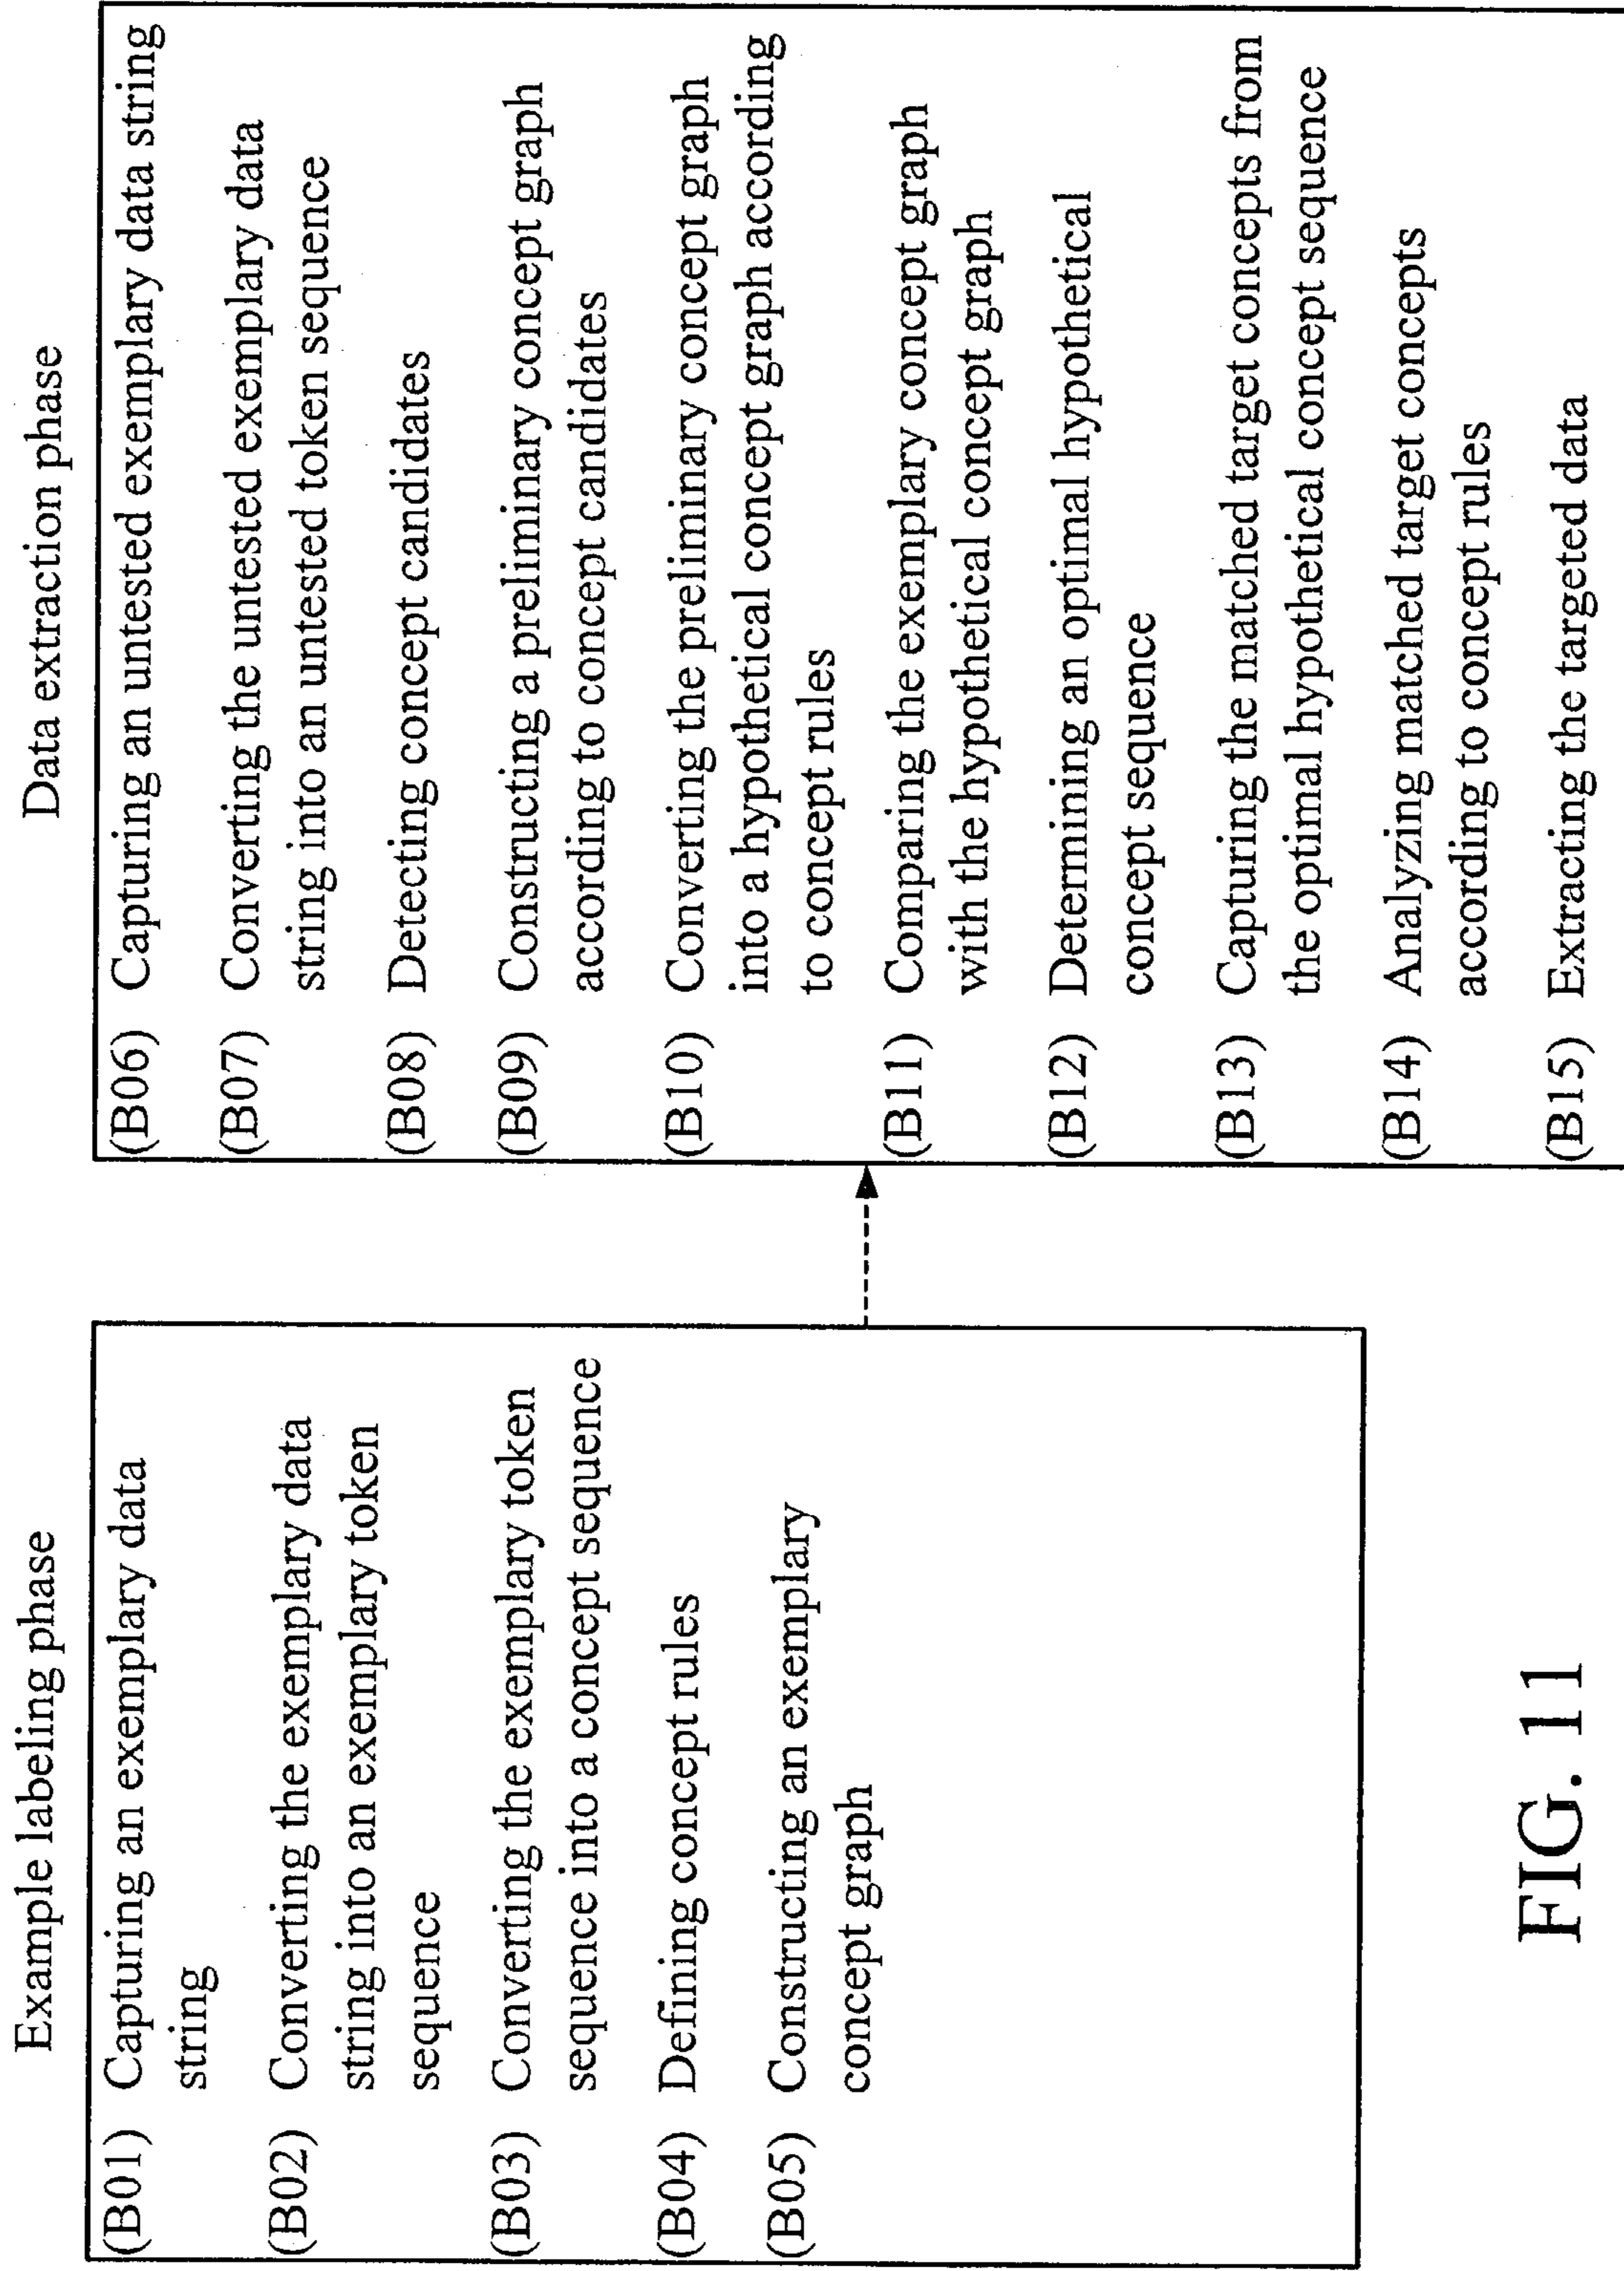 Example labeling phase
(B01) Capturing an exemplary data
string
(B02) Converting the exemplary data
string into an exemplary token
sequence
(B03) Converting the exemplary token
sequence into a concept sequence
(B04) Defining concept rules
(B05) Constructing an exemplary
concept graph
Data extraction phase
(B06) Capturing an untested exemplary data string
(B07) Converting the untested exemplary data
string into an untested token sequence
(B08) Detecting concept candidates
(B09) Constructing a preliminary concept graph
according to concept candidates
(B10) Converting the preliminary concept graph
into a hypothetical concept graph according
to concept rules
(B11) Comparing the exemplary concept graph
with the hypothetical concept graph
(B12) Determining an optimal hypothetical
concept sequence
(B13) Capturing the matched target concepts from
the optimal hypothetical concept sequence
(B14) Analyzing matched target concepts
according to concept rules
(B15) Extracting the targeted data
FIG. 11